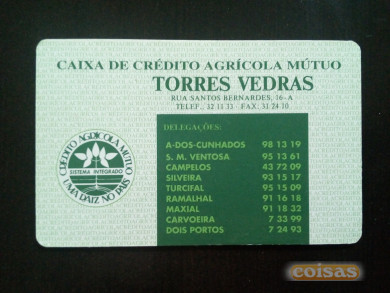 CAIXA DE CRÉDITO AGRÍCOLA MÚTUO
TORRES VEDRAS
RUA SANTOS BERNARDES, 16-A
TELEF.: 32 11 33 - FAX: 31 24 10
DELEGAÇÕES:
A-DOS-CUNHADOS 98 13 19
S. M. VENTOSA 95 13 61
CAMPELOS 43 72 09
SILVEIRA 93 15 17
TURCIFAL 95 15 09
RAMALHAL 91 16 18
MAXIAL 91 18 32
CARVOEIRA 7 33 99
DOIS PORTOS 7 24 93
CRÉDITO AGRÍCOLA MÚTUO
SISTEMA INTEGRADO
UMA RAIZ NO PAÍS
coisas